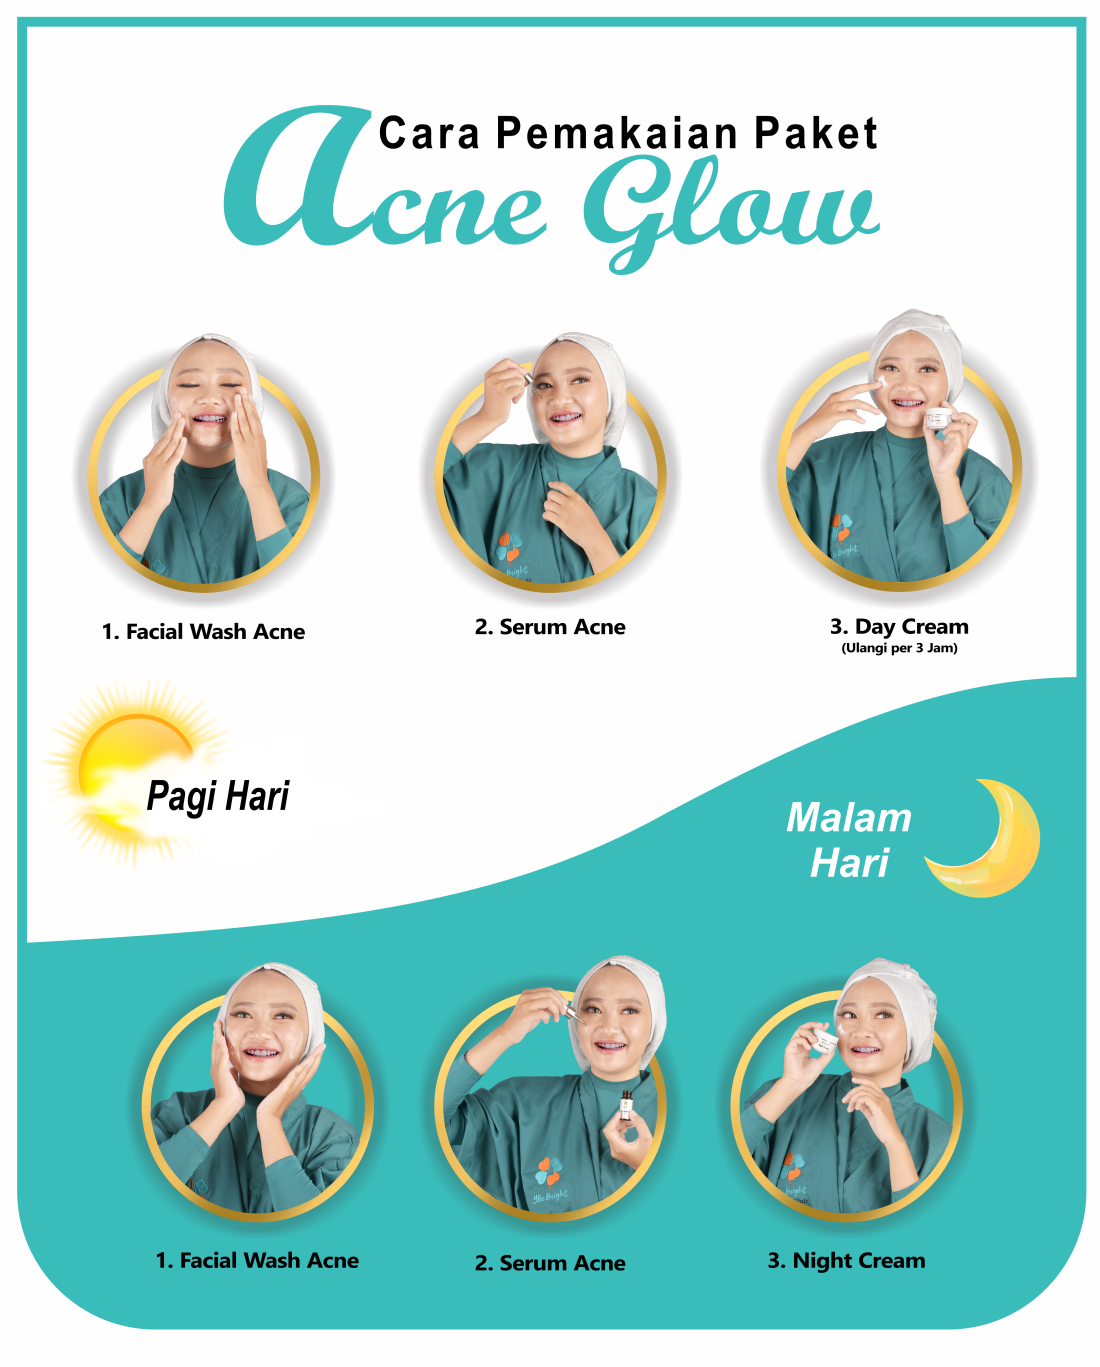 Cara Pemakaian Paket
Acne Glow
1. Facial Wash Acne
2. Serum Acne
3. Day Cream
(Ulangi per 3 Jam)
Pagi Hari
Malam
Hari
1. Facial Wash Acne
2. Serum Acne
3. Night Cream